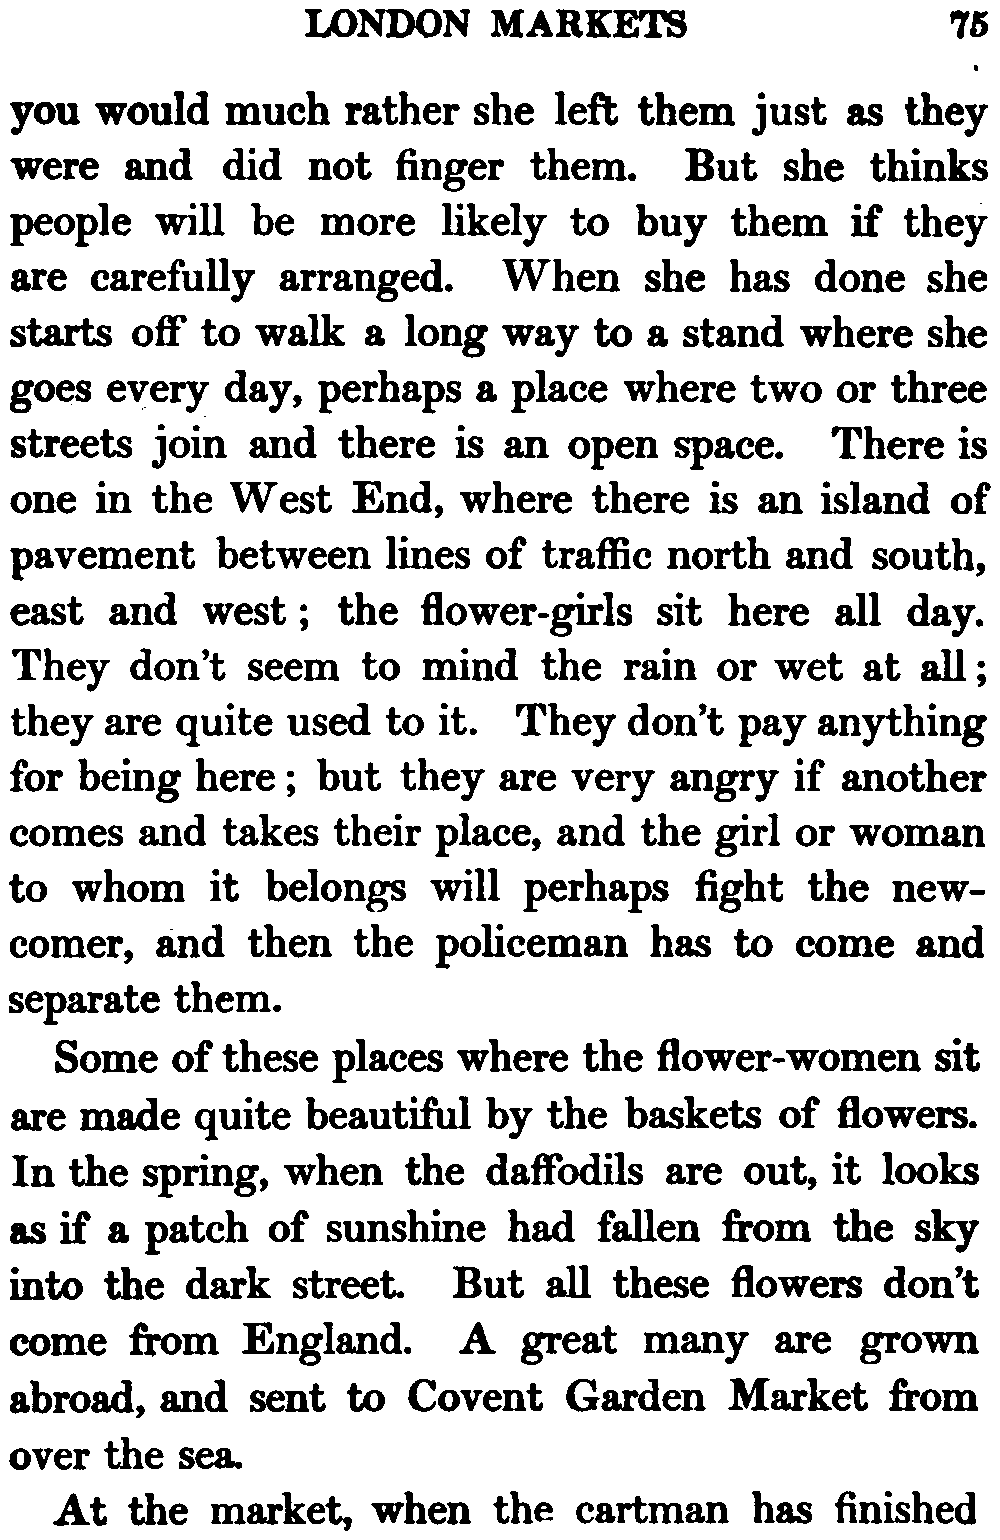 LONDON MARKETS 75
you would much rather she left them just as they
were and did not finger them. But she thinks
people will be more likely to buy them if they
are carefully arranged. When she has done she
starts off to walk a long way to a stand where she
goes every day, perhaps a place where two or three
streets join and there is an open space. There is
one in the West End, where there is an island of
pavement between lines of traffic north and south,
east and west ; the flower-girls sit here all day.
They don't seem to mind the rain or wet at all ;
they are quite used to it. They don't pay anything
for being here ; but they are very angry if another
comes and takes their place, and the girl or woman
to whom it belongs will perhaps fight the new-
comer, and then the policeman has to come and
separate them.
Some of these places where the flower-women sit
are made quite beautiful by the baskets of flowers.
In the spring, when the daffodils are out, it looks
as if a patch of sunshine had fallen from the sky
into the dark street. But all these flowers don't
come from England. A great many are grown
abroad, and sent to Covent Garden Market from
over the sea.
At the market, when the cartman has finished